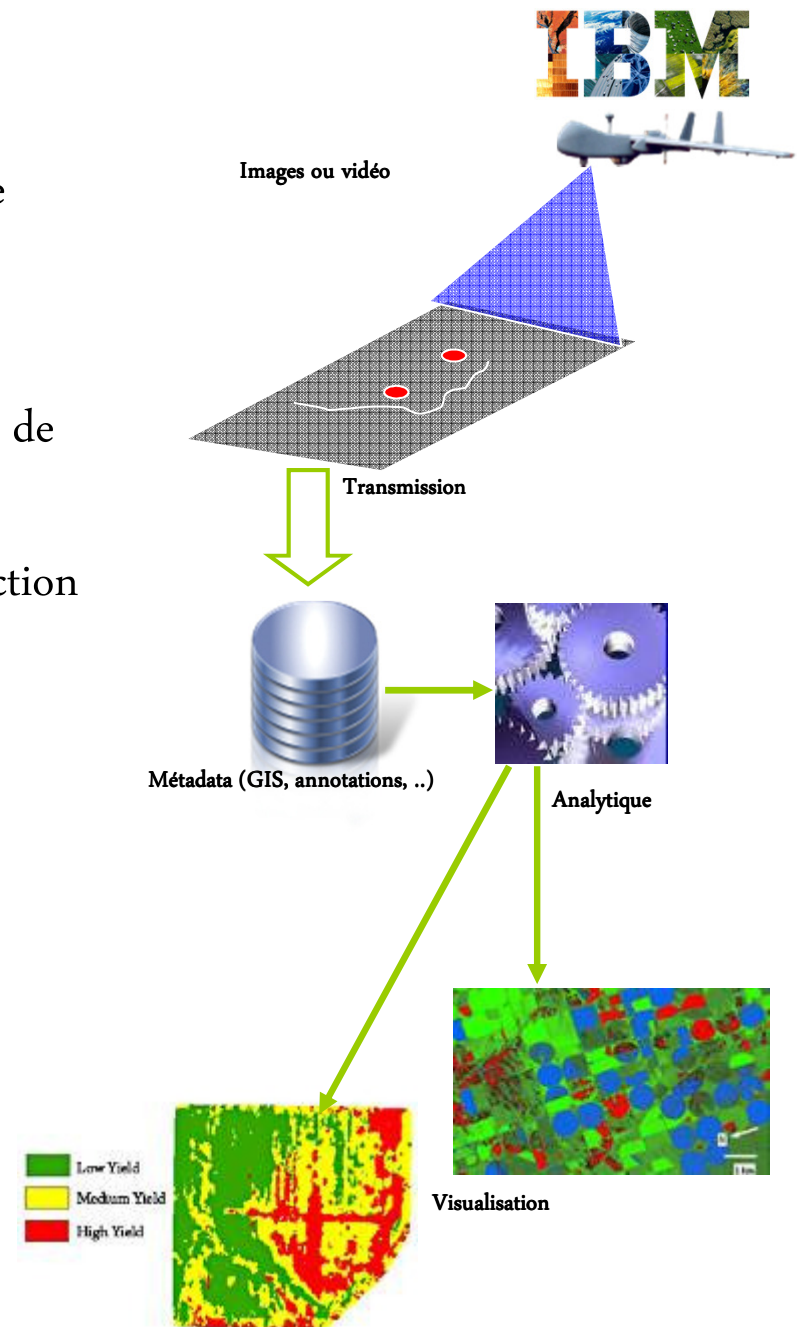 IBM
Images ou vidéo
e
de
Transmission
ction
Métadata (GIS, annotations, ..)
Analytique
Low Yield
Medium Yield
High Yield
Visualisation